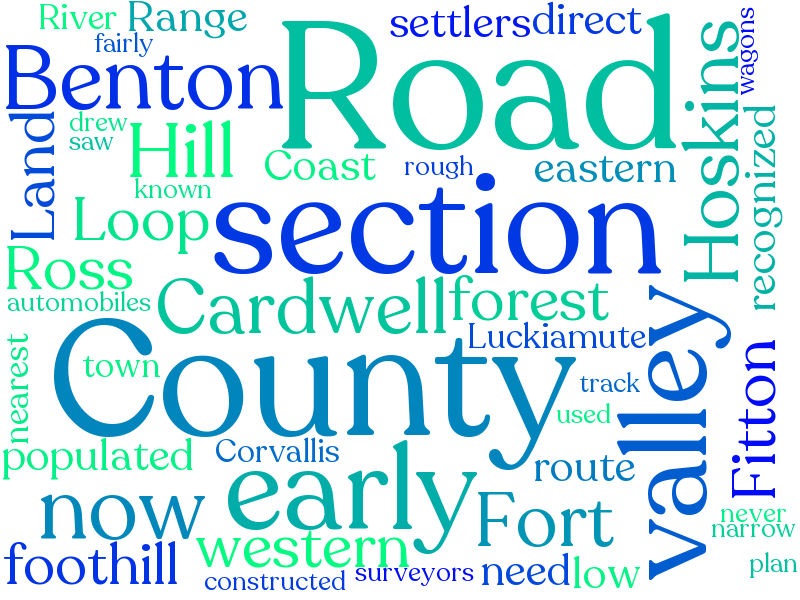 River Range settlers direct
fairly
Benton Road
wagons
Hoskins
Land
drew
saw
Hill
Coast rough eastern
known
recognized
Loop section
Ross
Cardwell forest
automobiles
Luckiamute
valley
nearest
County
town
track
used
Fitton
populated Corvallis
early route
now Fort
never
narrow
western
foothill
need low plan
constructed surveyors